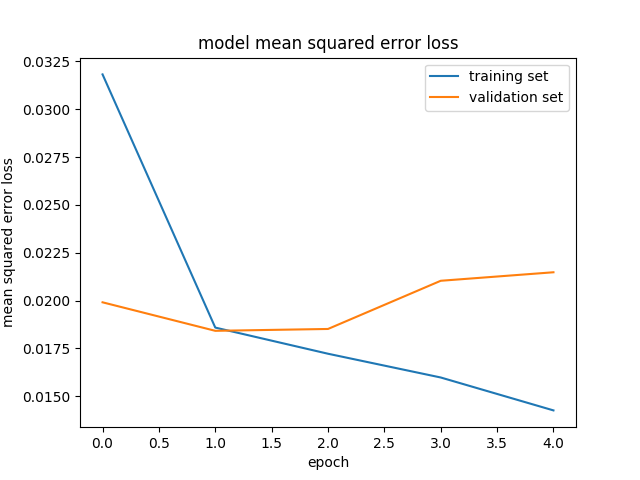 model mean squared error loss
0.0325
0.0300
0.0275
0.0250
0.0225
0.0200
0.0175
0.0150
mean squared error loss
training set
validation set
0.0 0.5 1.0 1.5 2.0 2.5 3.0 3.5 4.0
epoch